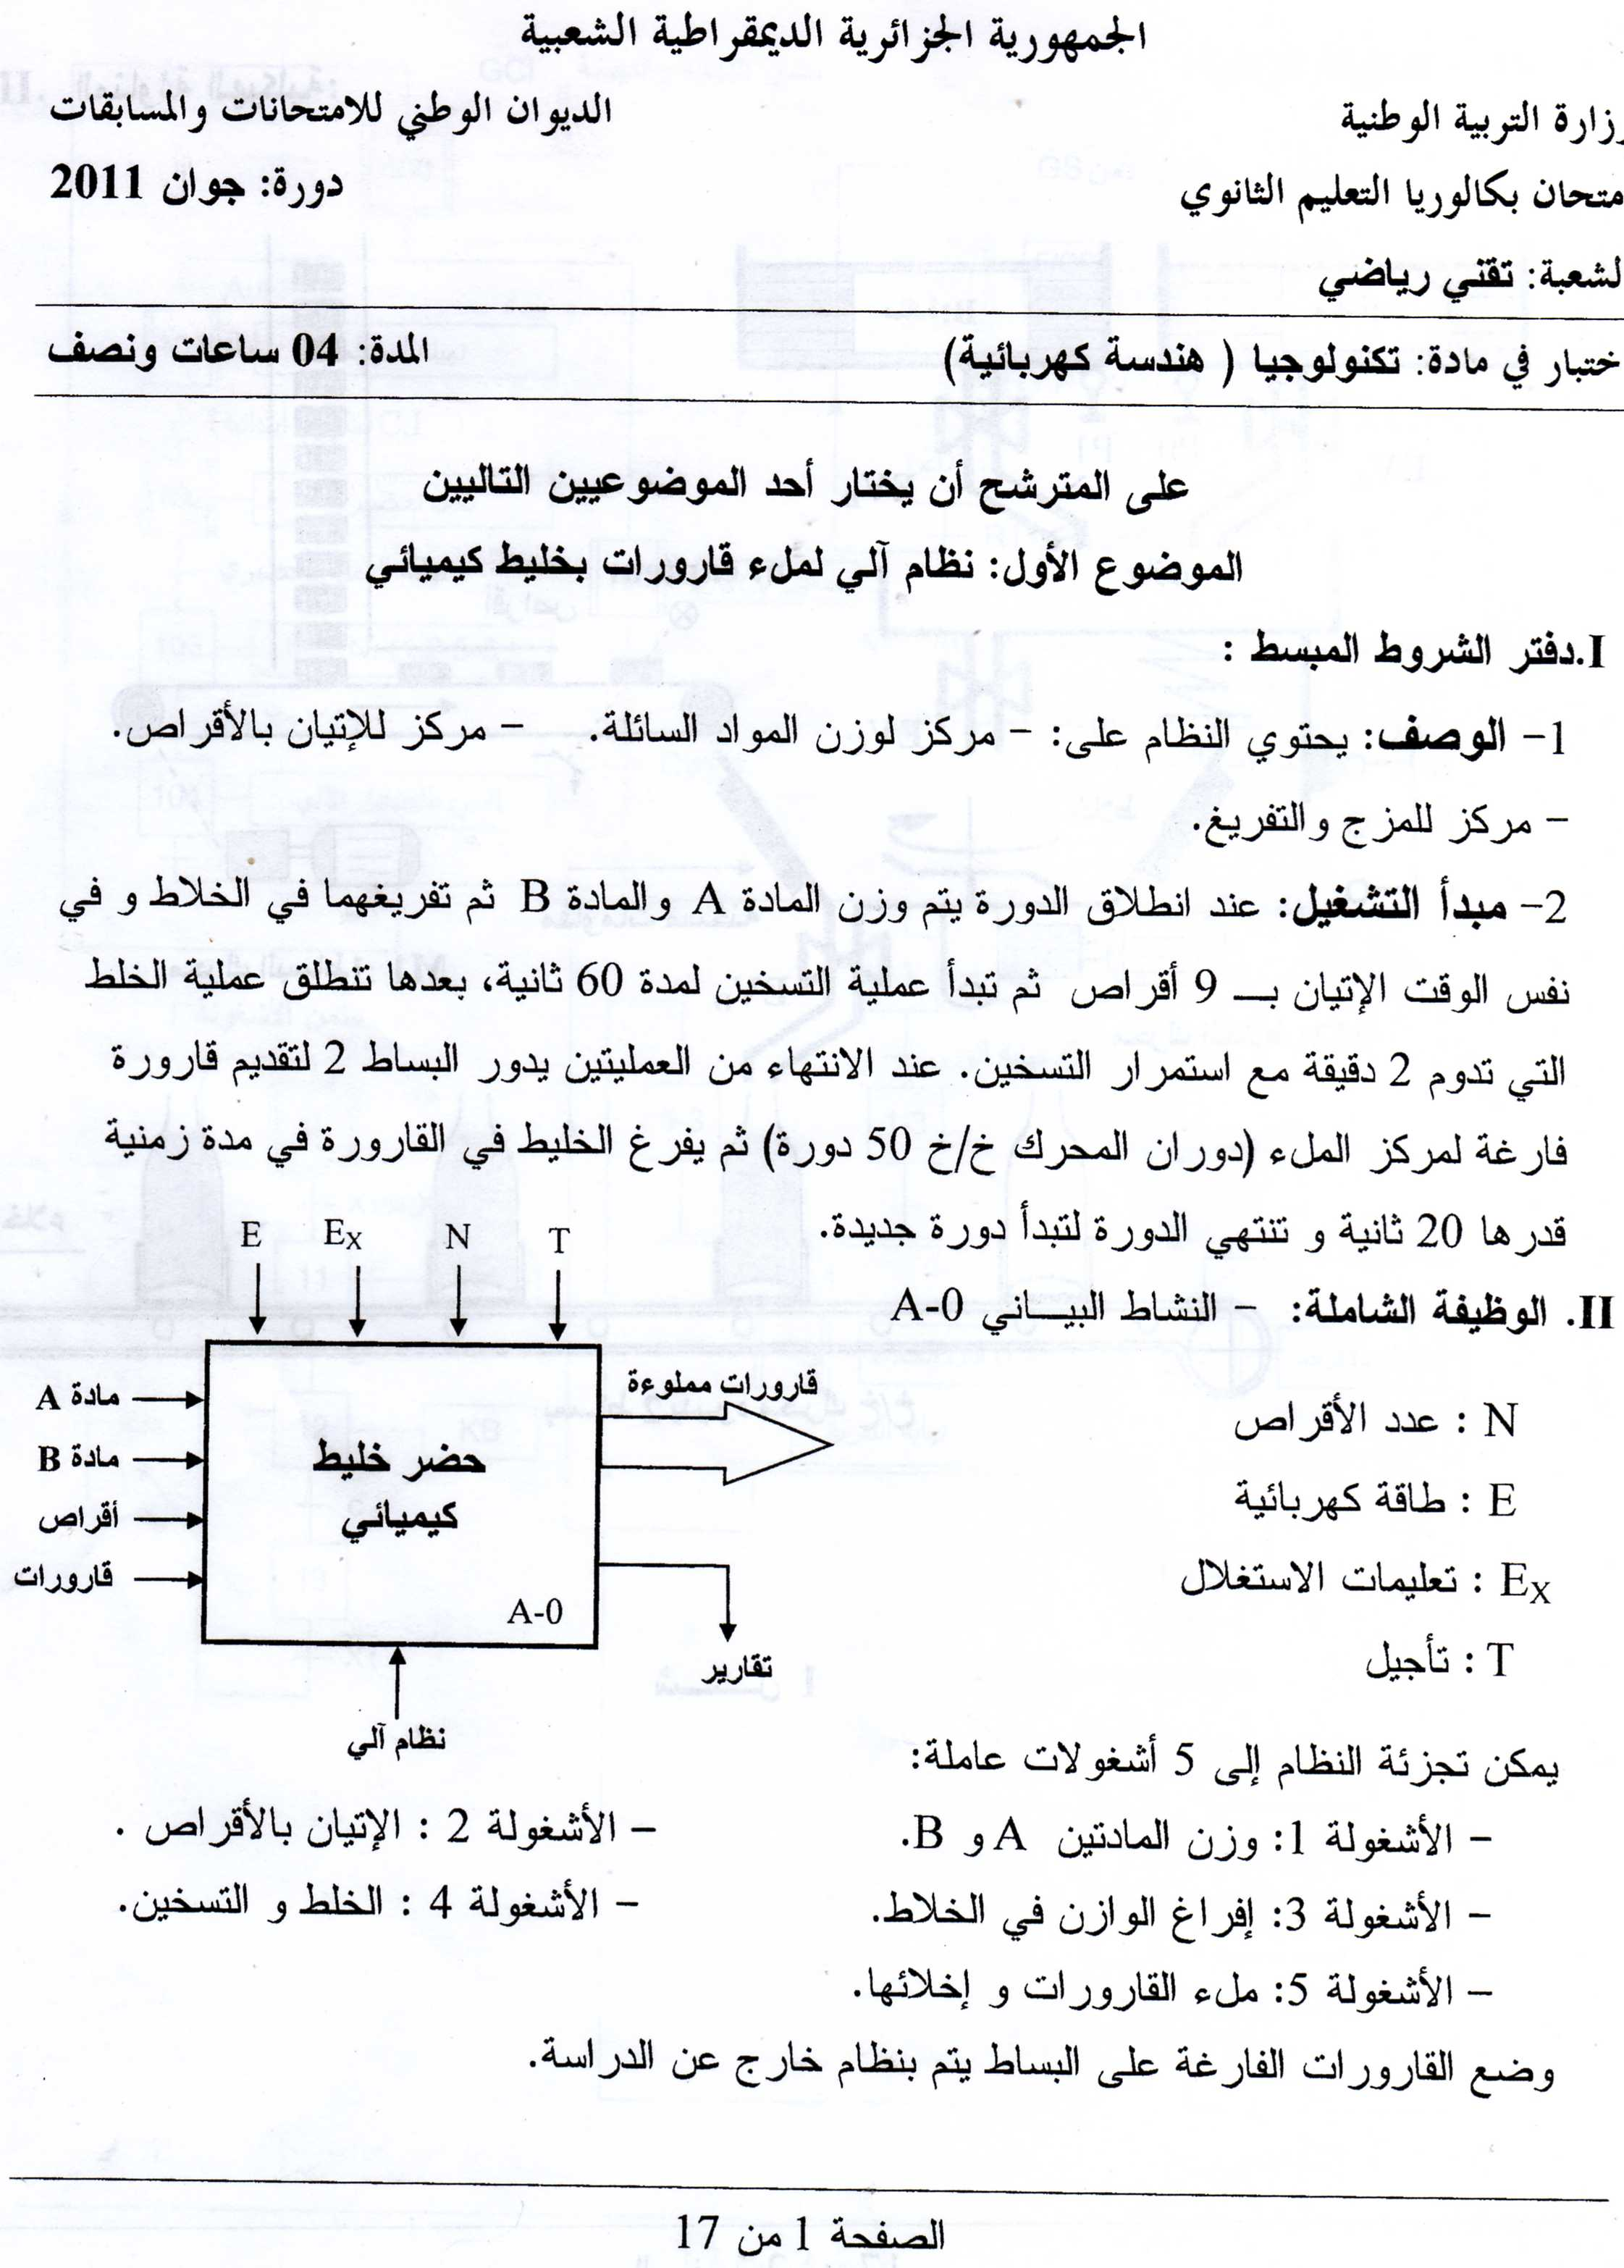 الجمهورية الجزائرية الديمقراطية الشعبية
وزارة التربية الوطنية
الديوان الوطني للامتحانات والمسابقات
امتحان بكالوريا التعليم الثانوي
دورة: جوان 2011
الشعبة: تقني رياضي
اختبار في مادة: تكنولوجيا ( هندسة كهربائية)
المدة: 04 ساعات ونصف
على المترشح أن يختار أحد الموضوعيين التاليين
الموضوع الأول: نظام آلي لملء قارورات بخليط كيميائي
I.دفتر الشروط المبسط :
1- الوصف: يحتوي النظام على: - مركز لوزن المواد السائلة. - مركز للإتيان بالأقراص.
- مركز للمزج والتفريغ.
2- مبدأ التشغيل: عند انطلاق الدورة يتم وزن المادة A والمادة B ثم تفريغهما في الخلاط و في
نفس الوقت الإتيان بـــ 9 أقراص ثم تبدأ عملية التسخين لمدة 60 ثانية، بعدها تنطلق عملية الخلط
التي تدوم 2 دقيقة مع استمرار التسخين. عند الانتهاء من العمليتين يدور البساط 2 لتقديم قارورة
فارغة لمركز الملء (دوران المحرك خ/خ 50 دورة) ثم يفرغ الخليط في القارورة في مدة زمنية
قدرها 20 ثانية و تنتهي الدورة لتبدأ دورة جديدة.
II. الوظيفة الشاملة: - النشاط البيـــاني A-0
N : عدد الأقراص
E : طاقة كهربائية
EX : تعليمات الاستغلال
T : تأجيل
E EX N T
مادة A
مادة B
أقراص
قارورات
حضر خليط
كيميائي
A-0
قارورات مملوءة
تقارير
نظام آلي
يمكن تجزئة النظام إلى 5 أشغولات عاملة:
- الأشغولة 1: وزن المادتين A و B.
- الأشغولة 2 : الإتيان بالأقراص .
- الأشغولة 3: إفراغ الوازن في الخلاط.
- الأشغولة 4 : الخلط و التسخين.
- الأشغولة 5: ملء القارورات و إخلائها.
وضع القارورات الفارغة على البساط يتم بنظام خارج عن الدراسة.
الصفحة 1 من 17